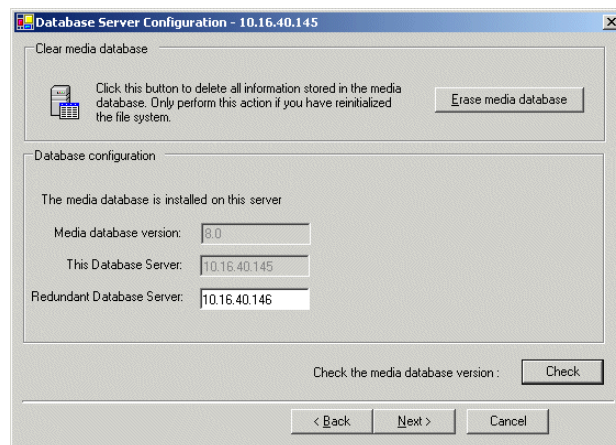 Database Server Configuration - 10.16.40.145
Clear media database
Click this button to delete all information stored in the media
database. Only perform this action if you have reinitialized
the file system.
Erase media database
Database configuration
The media database is installed on this server
Media database version: 8.0
This Database Server: 10.16.40.145
Redundant Database Server: 10.16.40.146
Check the media database version : Check
< Back Next > Cancel